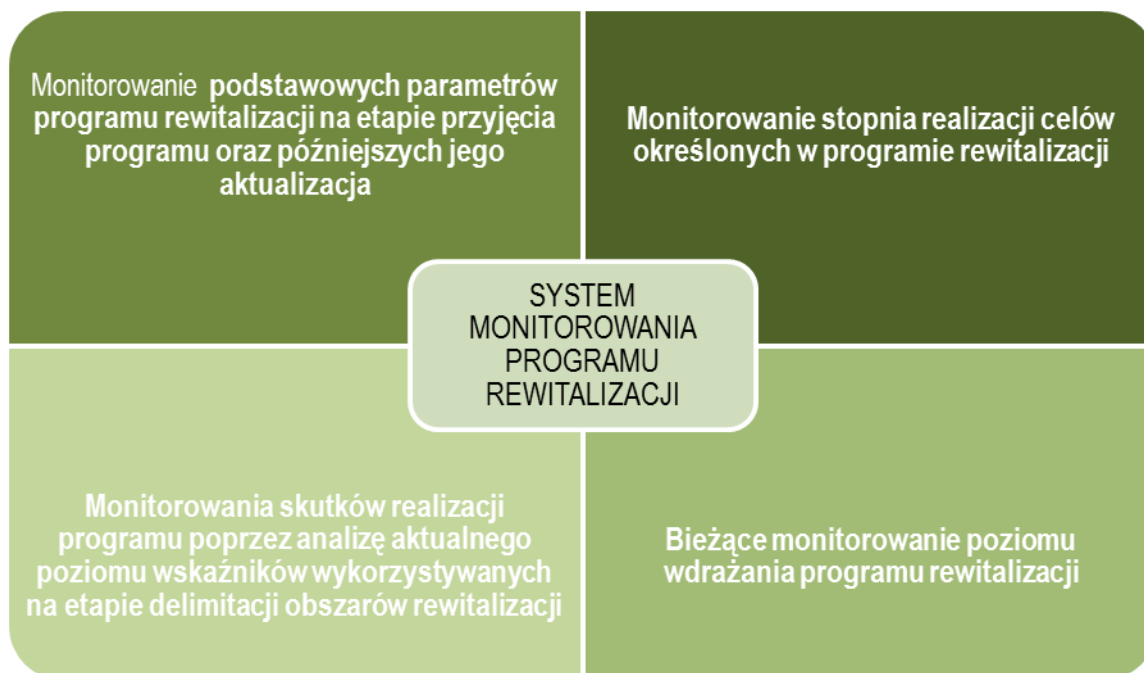 Monitorowanie podstawowych parametrów
programu rewitalizacji na etapie przyjęcia
programu oraz późniejszych jego
aktualizacja
Monitorowanie stopnia realizacji celów
określonych w programie rewitalizacji
SYSTEM
MONITOROWANIA
PROGRAMU
REWITALIZACJI
Monitorowania skutków realizacji
programu poprzez analizę aktualnego
poziomu wskaźników wykorzystywanych
na etapie delimitacji obszarów rewitalizacji
Bieżące monitorowanie poziomu
wdrażania programu rewitalizacji